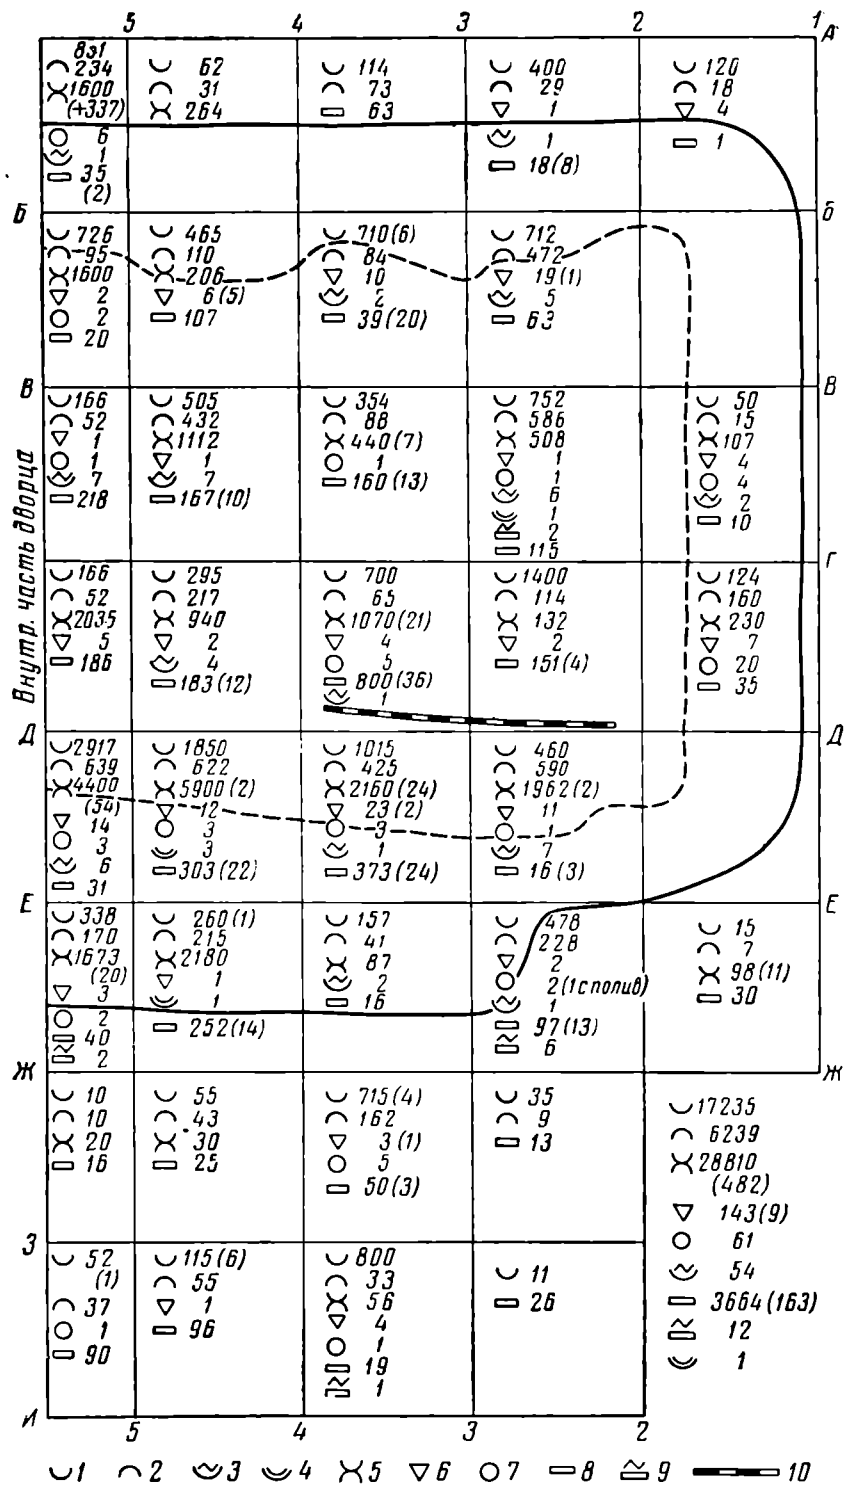 5 4 3 2 1
А А
831 62 114 400 120
234 31 73 29 18
1600 264 63 1 4
(+337)
6 1 1
1 18(8)
35
(2)
Б Б
726 465 710(6) 712
95 110 84 472
1600 206 10 19(1)
2 6(5) 2 5
2 107 39(20) 63
20
В В
166 505 354 752 50
52 432 88 586 15
1 1112 440(7) 508 107
1 1 1 1 4
7 7 160(13) 1 4
218 167(10) 6 2
1 10
2
115
Внутр. часть дворца
Г
166 295 700 1400 124
52 217 65 114 160
2035 940 1070(21) 132 230
5 2 4 2 7
186 4 5 151(4) 20
183(12) 800(36) 35
1
Д Д
2917 1850 1015 460
639 622 425 590
4400 5900(2) 2160(24) 1962(2)
(54) 12 23(2) 11
14 3 3 1
3 3 1 7
6 303(22) 373(24) 16(3)
31
Е Е
338 260(1) 157 478 15
170 215 41 228 7
1673 2180 87 2 98(11)
(20) 1 2 2(1с полив) 30
3 1 16 1
2 252(14) 97(13)
40 6
2
Ж Ж
10 55 715(4) 35 17235
10 43 162 9 6239
20 30 3(1) 13 28810
16 25 5 (482)
50(3) 143(9)
З 61
52 115(6) 800 11 54
(1) 55 33 26 3664(163)
37 1 56 12
1 96 4 1
90 1
19
1
И
5 4 3 2
1 2 3 4 5 6 7 8 9 10